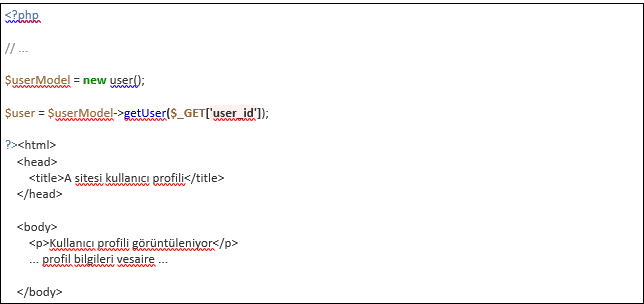 <?php
// ...
$userModel = new user();
$user = $userModel->getUser($_GET['user_id']);
?><html>
<head>
<title>A sitesi kullanıcı profili</title>
</head>
<body>
<p>Kullanıcı profili görüntüleniyor</p>
... profil bilgileri vesaire ...
</body>